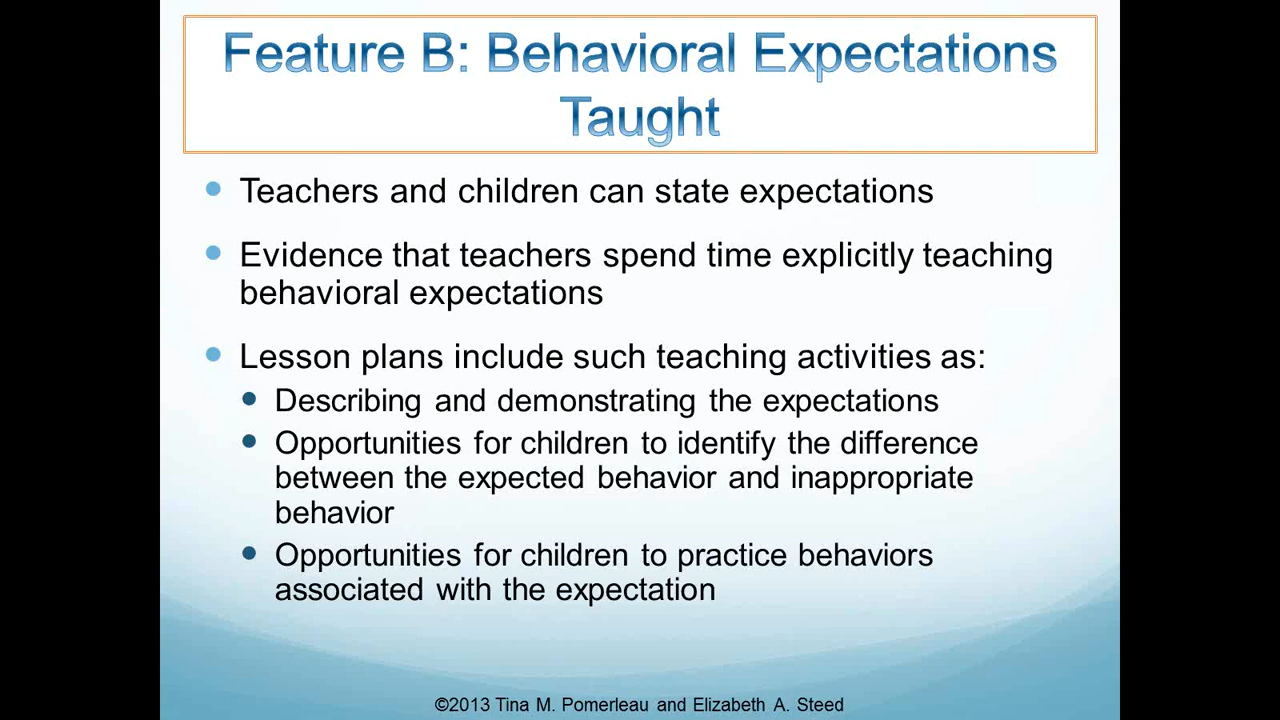 Feature B: Behavioral Expectations
Taught
Teachers and children can state expectations
Evidence that teachers spend time explicitly teaching
behavioral expectations
Lesson plans include such teaching activities as:
Describing and demonstrating the expectations
Opportunities for children to identify the difference
between the expected behavior and inappropriate
behavior
Opportunities for children to practice behaviors
associated with the expectation
©2013 Tina M. Pomerleau and Elizabeth A. Steed